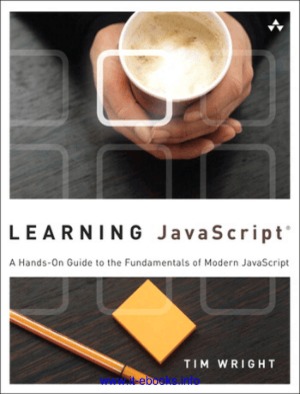 LEARNING JavaScript®
A Hands-On Guide to the Fundamentals of Modern JavaScript
TIM WRIGHT
www.it-ebooks.info